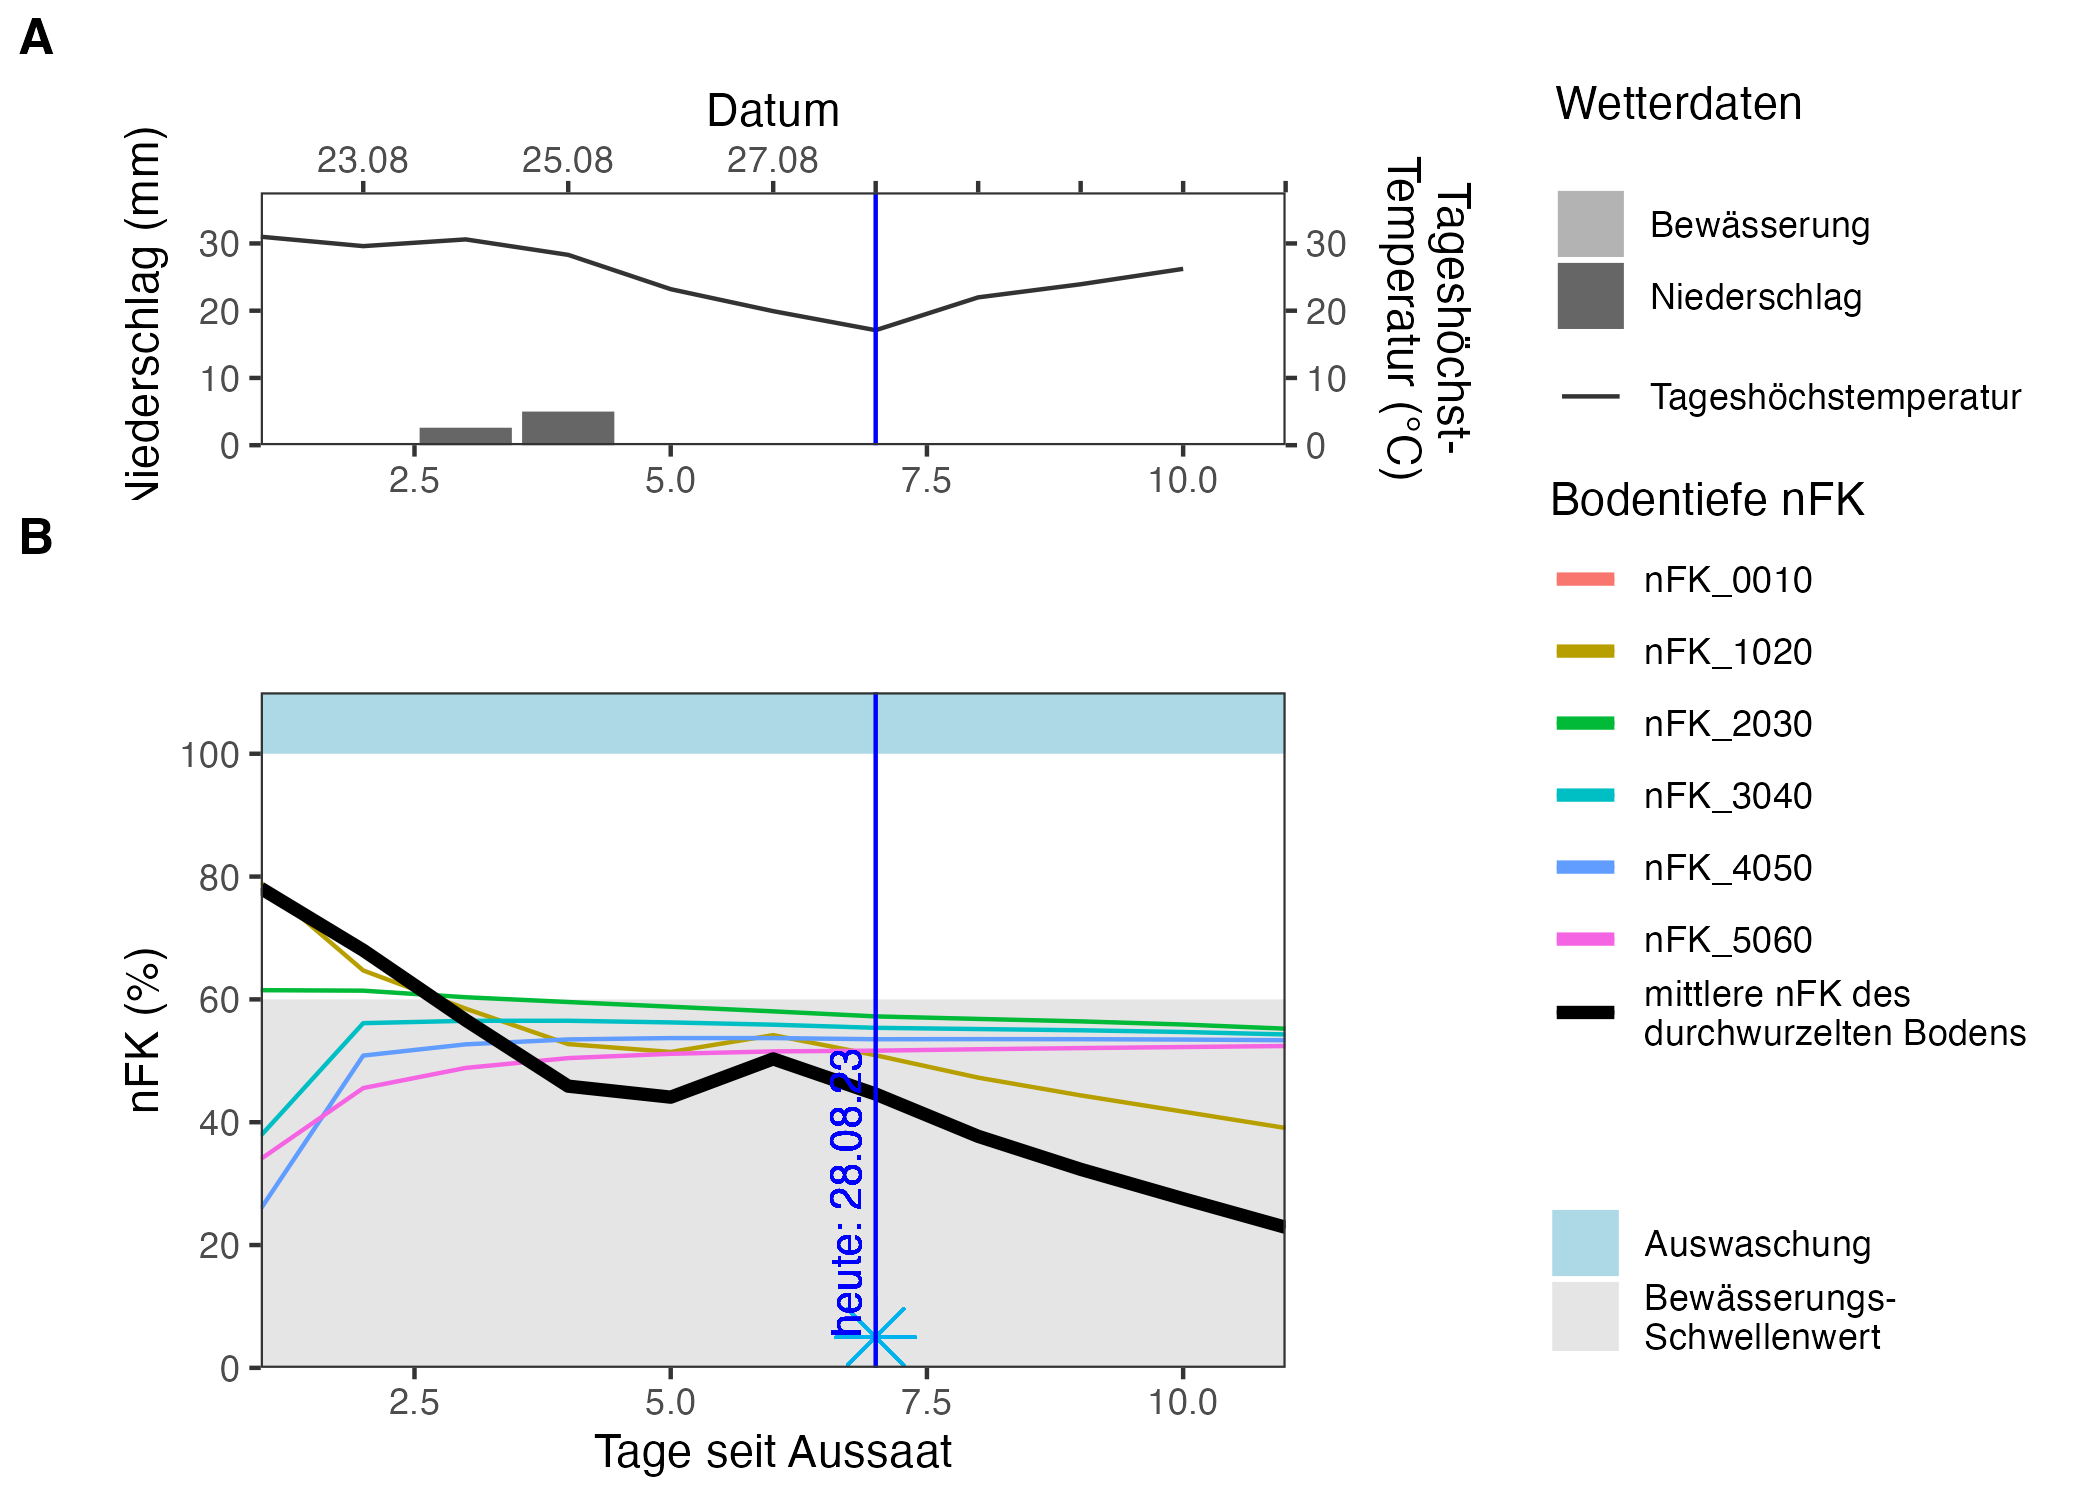 A
Datum
23.08 25.08 27.08
Niederschlag (mm)
30
20
10
0
30
20
10
0
Tageshöchst-
Temperatur (°C)
2.5 5.0 7.5 10.0
Wetterdaten
Bewässerung
Niederschlag
Tageshöchstemperatur
Bodentiefe nFK
nFK_0010
nFK_1020
nFK_2030
nFK_3040
nFK_4050
nFK_5060
mittlere nFK des
durchwurzelten Bodens
Auswaschung
Bewässerungs-
Schwellenwert
B
nFK (%)
100
80
60
40
20
0
heute: 28.08.23
2.5 5.0 7.5 10.0
Tage seit Aussaat